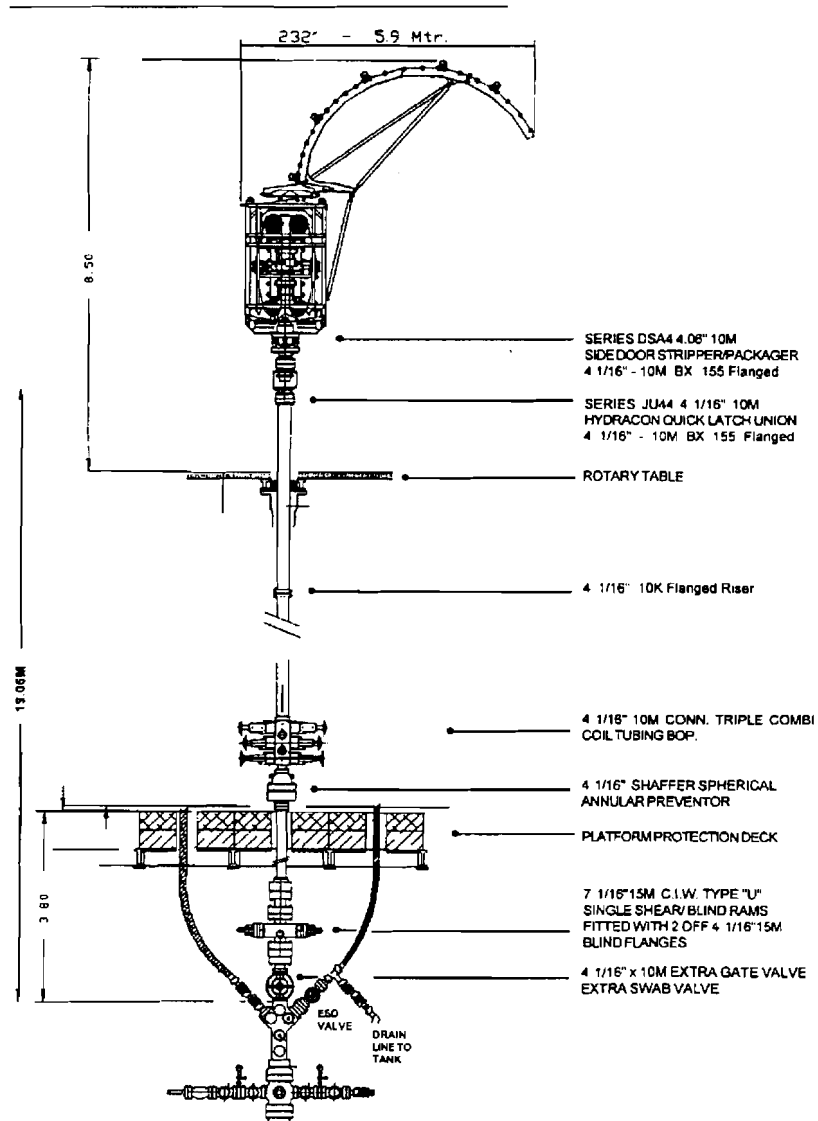 232" - 5.9 Mtr.
8.50
SERIES DSA4 4.06" 10M
SIDE DOOR STRIPPER/PACKAGER
4 1/16" - 10M BX 155 Flanged
SERIES JU44 4 1/16" 10M
HYDRACON QUICK LATCH UNION
4 1/16" - 10M BX 155 Flanged
ROTARY TABLE
4 1/16" 10K Flanged Riser
19.06M
4 1/16" 10M CONN. TRIPLE COMBI
COIL TUBING BOP.
4 1/16" SHAFFER SPHERICAL
ANNULAR PREVENTOR
PLATFORM PROTECTION DECK
3.80
7 1/16"15M C.I.W. TYPE "U"
SINGLE SHEAR/ BLIND RAMS
FITTED WITH 2 OFF 4 1/16"15M
BLIND FLANGES
4 1/16" x 10M EXTRA GATE VALVE
EXTRA SWAB VALVE
ESD
VALVE
DRAIN
LINE TO
TANK